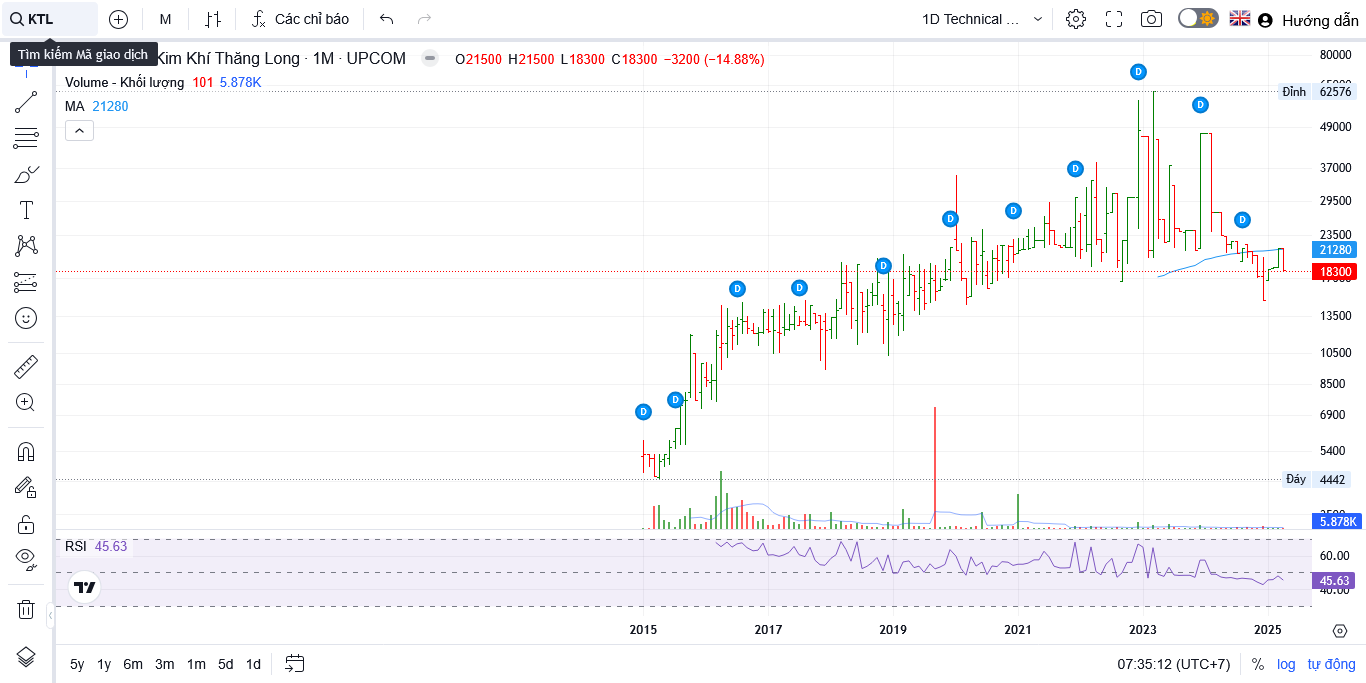 KTL
M
Các chỉ báo
1D Technical ...
Hướng dẫn
Tìm kiếm Mã giao dịch
Kim Khí Thăng Long · 1M · UPCOM
O21500 H21500 L18300 C18300 −3200 (−14.88%)
Volume - Khối lượng 101 5.878K
MA 21280
80000
Đỉnh 62576
49000
37000
29500
23500
21280
18300
13500
10500
8500
6900
5400
Đáy 4442
5.878K
RSI 45.63
60.00
45.63
40.00
D
D
D
D
D
D
D
D
D
D
D
2015 2017 2019 2021 2023 2025
5y 1y 6m 3m 1m 5d 1d
07:35:12 (UTC+7) % log tự động